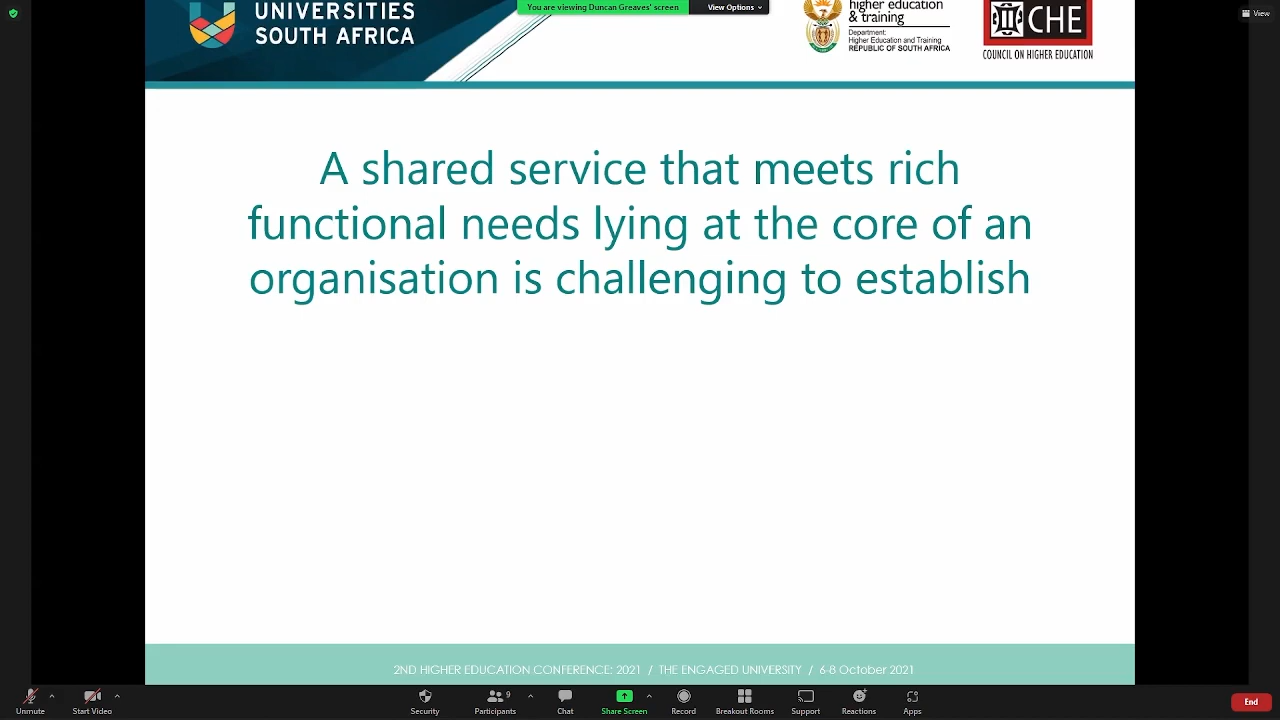 UNIVERSITIES
SOUTH AFRICA
You are viewing Duncan Greaves' screen
View Options
higher education
& training
Department:
Higher Education and Training
REPUBLIC OF SOUTH AFRICA
CHE
COUNCIL ON HIGHER EDUCATION
View
A shared service that meets rich
functional needs lying at the core of an
organisation is challenging to establish
2ND HIGHER EDUCATION CONFERENCE: 2021 / THE ENGAGED UNIVERSITY / 6-8 October 2021
Unmute
Start Video
Security
Participants
9
Chat
Share Screen
Record
Breakout Rooms
Support
Reactions
Apps
End